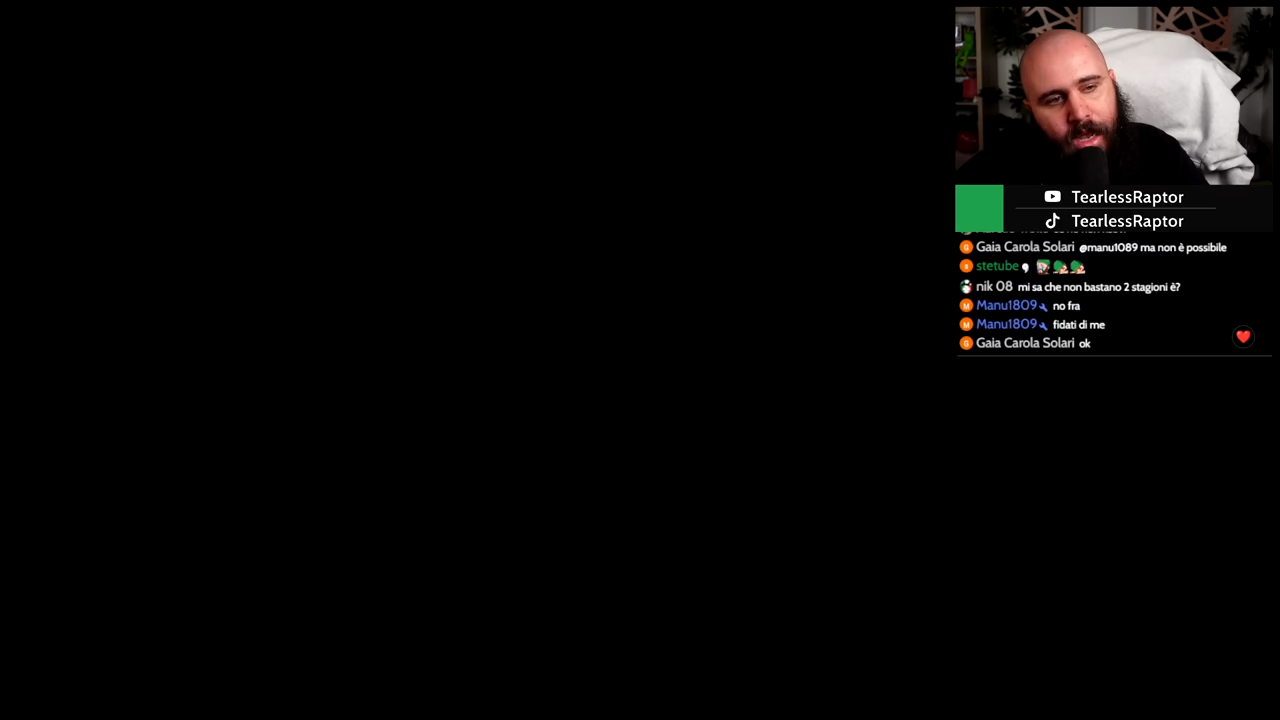 TearlessRaptor
TearlessRaptor
Gaia Carola Solari @manu1089 ma non è possibile
stetube
nik 08 mi sa che non bastano 2 stagioni è?
Manu1809 no fra
Manu1809 fidati di me
Gaia Carola Solari ok